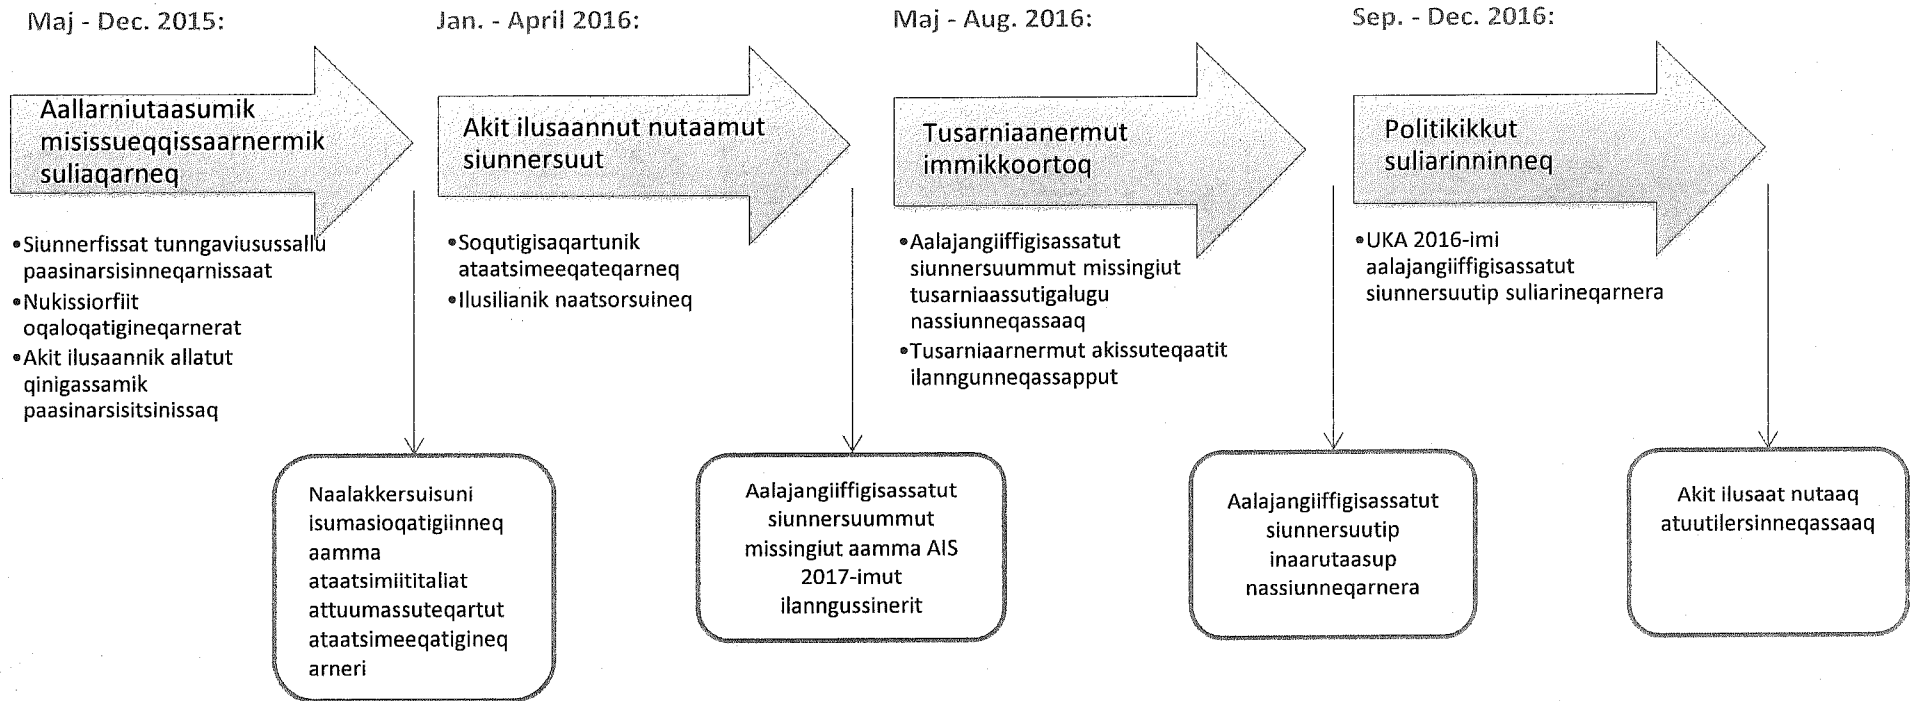 Maj - Dec. 2015:
Aallarniutaasumik
misissueqqissaarnermik
suliaqarneq
•Siunnerfissat tunngaviusussallu
paasinarsisinneqarnissaat
•Nukissiorfiit
oqaloqatigineqarnerat
•Akit ilusaannik allatut
qinigassamik
paasinarsisitsinissaq
Naalakkersuisuni
isumasioqatigiinneq
aamma
ataatsimiititaliat
attuumassuteqartut
ataatsimeeqatigineq
arneri
Jan. - April 2016:
Akit ilusaannut nutaamut
siunnersuut
•Soqutigisaqartunik
ataatsimeeqateqarneq
•Ilusilianik naatsorsuineq
Aalajangiiffigisassatut
siunnersuummut
missingiut aamma AIS
2017-imut
ilanngussinerit
Maj - Aug. 2016:
Tusarniaanermut
immikkoortoq
•Aalajangiiffigisassatut
siunnersuummut missingiut
tusarniaassutigalugu
nassiunneqassaaq
•Tusarniaarnermut akissuteqaatit
ilanngunneqassapput
Aalajangiiffigisassatut
siunnersuutip
inaarutaasup
nassiunneqarnera
Sep. - Dec. 2016:
Politikikkut
suliarinninneq
•UKA 2016-imi
aalajangiiffigisassatut
siunnersuutip suliarineqarnera
Akit ilusaat nutaaq
atuutilersinneqassaaq